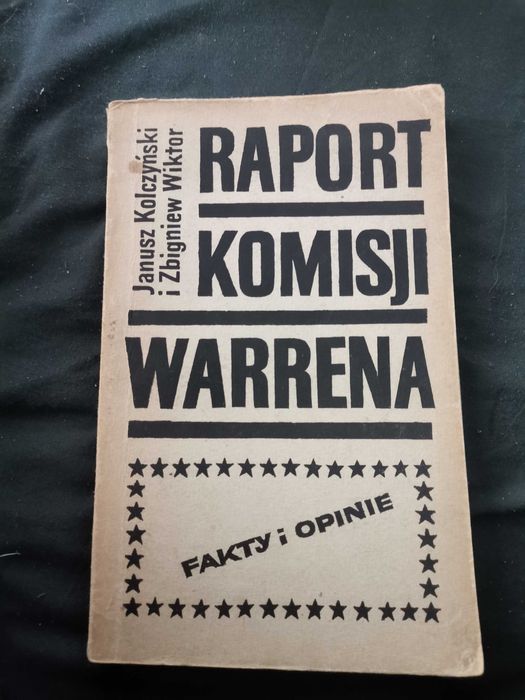 Janusz Kolczyński
i Zbigniew Wiktor
RAPORT
KOMISJI
WARRENA
FAKTY i OPINIE